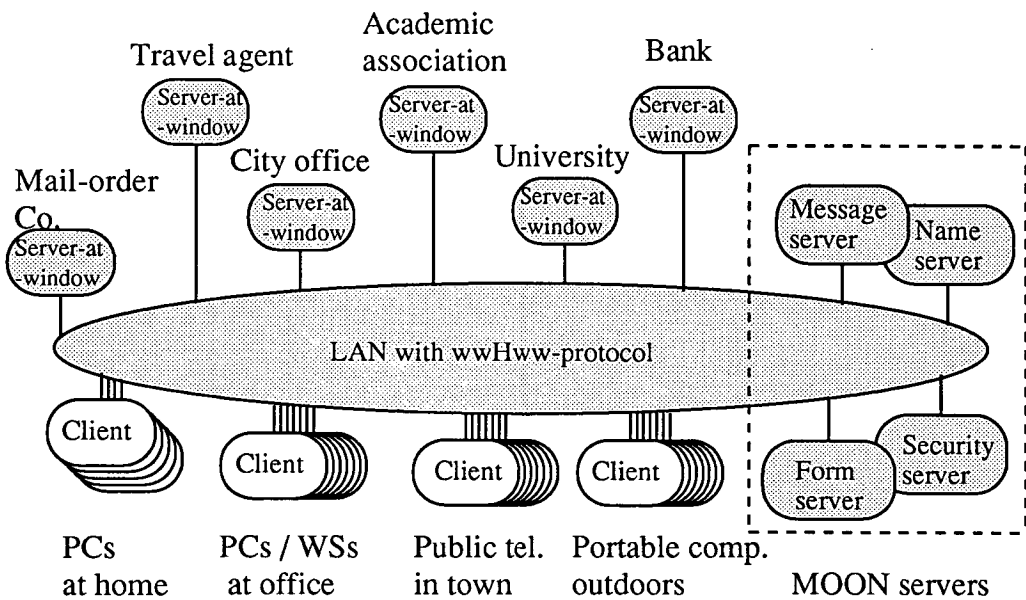 Academic
association
Travel agent
Bank
Server-at
-window
Server-at
-window
Server-at
-window
City office
University
Mail-order
Co.
Server-at
-window
Server-at
-window
Server-at
-window
Message
server
Name
server
LAN with wwHww-protocol
Client
Client
Client
Client
Form
server
Security
server
PCs
at home
PCs / WSs
at office
Public tel.
in town
Portable comp.
outdoors
MOON servers